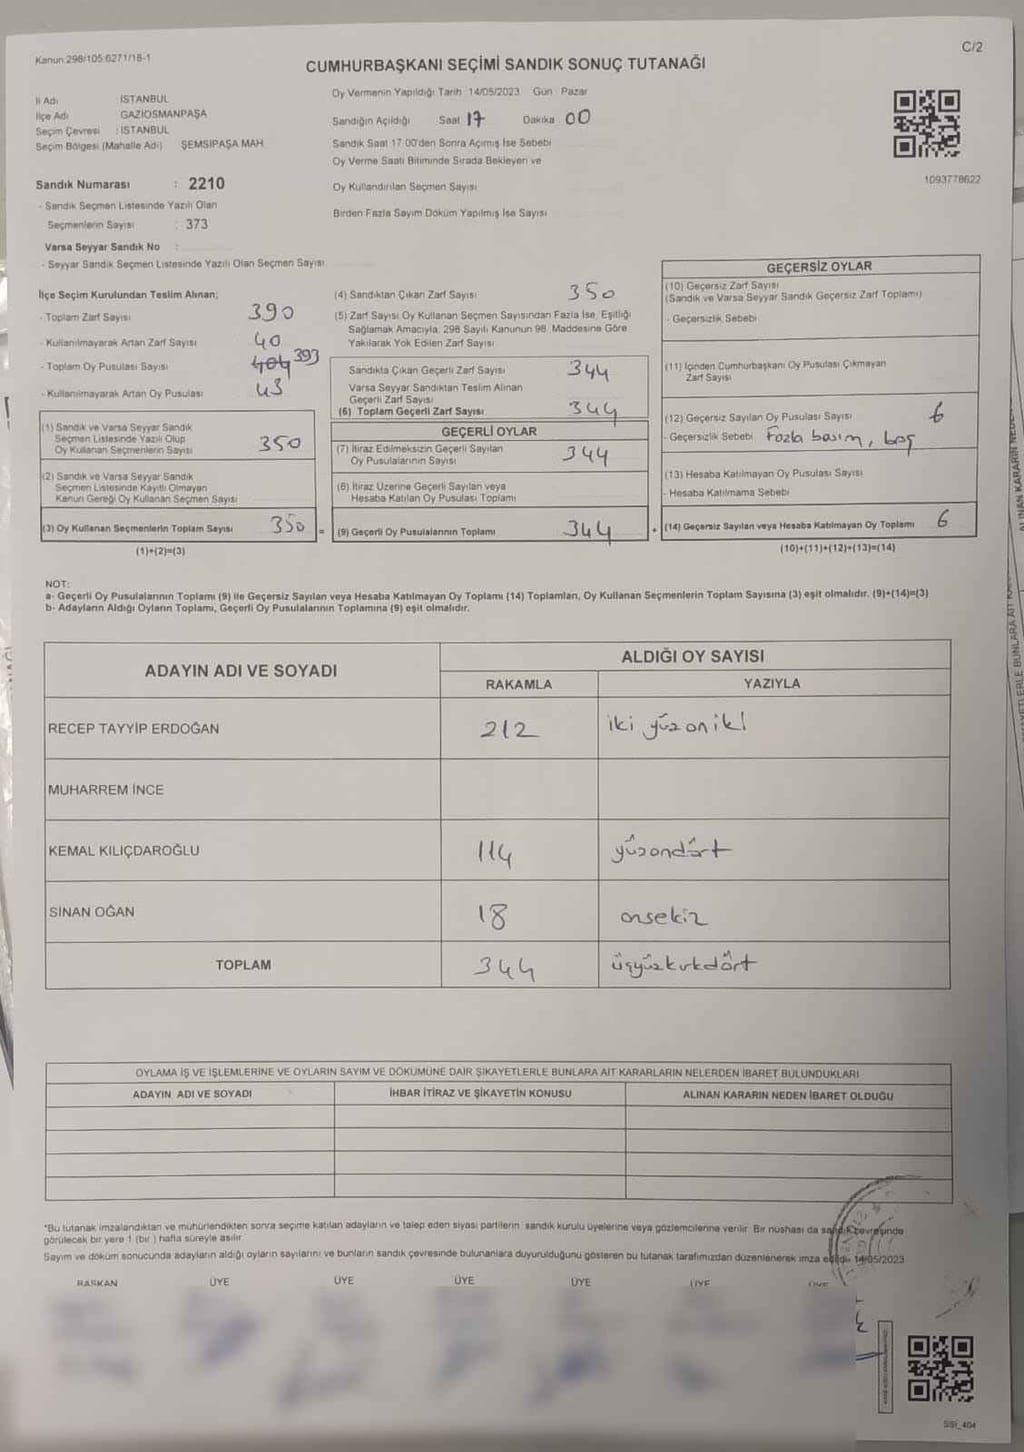 Kanun 298/105:6271/18-1
C/2
CUMHURBAŞKANI SEÇİMİ SANDIK SONUÇ TUTANAĞI
İl Adı : İSTANBUL
İlçe Adı GAZİOSMANPAŞA
Seçim Çevresi : İSTANBUL
Seçim Bölgesi (Mahalle Adı) ŞEMSİPAŞA MAH.
Oy Vermenin Yapıldığı Tarih 14/05/2023 Gün : Pazar
Sandığın Açıldığı Saat 17 Dakika 00
Sandık Saat 17:00'den Sonra Açımış İse Sebebi
Oy Verme Saati Bitiminde Sırada Bekleyen ve
Oy Kullandırılan Seçmen Sayısı
Birden Fazla Sayım Döküm Yapılmış İse Sayısı
1093778622
Sandık Numarası : 2210
- Sandık Seçmen Listesinde Yazılı Olan
Seçmenlerin Sayısı : 373
Varsa Seyyar Sandık No :
- Seyyar Sandık Seçmen Listesinde Yazılı Olan Seçmen Sayısı
İlçe Seçim Kurulundan Teslim Alınan;
- Toplam Zarf Sayısı 390
- Kullanılmayarak Artan Zarf Sayısı 40
- Toplam Oy Pusulası Sayısı 404 393
- Kullanılmayarak Artan Oy Pusulası 43
(1) Sandık ve Varsa Seyyar Sandık
Seçmen Listesinde Yazılı Olup
Oy Kullanan Seçmenlerin Sayısı 350
(2) Sandık ve Varsa Seyyar Sandık
Seçmen Listesinde Kayıtlı Olmayan
Kanun Gereği Oy Kullanan Seçmen Sayısı
(3) Oy Kullanan Seçmenlerin Toplam Sayısı 350 =
(1)+(2)=(3)
(4) Sandıktan Çıkan Zarf Sayısı 350
(5) Zarf Sayısı Oy Kullanan Seçmen Sayısından Fazla İse, Eşitliği
Sağlamak Amacıyla, 298 Sayılı Kanunun 98. Maddesine Göre
Yakılarak Yok Edilen Zarf Sayısı
Sandıkta Çıkan Geçerli Zarf Sayısı 344
Varsa Seyyar Sandıktan Teslim Alınan
Geçerli Zarf Sayısı
(6) Toplam Geçerli Zarf Sayısı 344
GEÇERLİ OYLAR
(7) İtiraz Edilmeksizin Geçerli Sayılan
Oy Pusulalarının Sayısı 344
(8) İtiraz Üzerine Geçerli Sayılan veya
Hesaba Katılan Oy Pusulası Toplamı
(9) Geçerli Oy Pusulalarının Toplamı 344 +
GEÇERSİZ OYLAR
(10) Geçersiz Zarf Sayısı
(Sandık ve Varsa Seyyar Sandık Geçersiz Zarf Toplamı)
- Geçersizlik Sebebi
(11) İçinden Cumhurbaşkanı Oy Pusulası Çıkmayan
Zarf Sayısı
(12) Geçersiz Sayılan Oy Pusulası Sayısı 6
- Geçersizlik Sebebi Fazla basım, boş
(13) Hesaba Katılmayan Oy Pusulası Sayısı
- Hesaba Katılmama Sebebi
(14) Geçersiz Sayılan veya Hesaba Katılmayan Oy Toplamı 6
(10)+(11)+(12)+(13)=(14)
NOT:
a- Geçerli Oy Pusulalarının Toplamı (9) ile Geçersiz Sayılan veya Hesaba Katılmayan Oy Toplamı (14) Toplamları, Oy Kullanan Seçmenlerin Toplam Sayısına (3) eşit olmalıdır. (9)+(14)=(3)
b- Adayların Aldığı Oyların Toplamı, Geçerli Oy Pusulalarının Toplamına (9) eşit olmalıdır.
ADAYIN ADI VE SOYADI
ALDIĞI OY SAYISI
RAKAMLA YAZIYLA
RECEP TAYYİP ERDOĞAN 212 iki yüzoniki
MUHARREM İNCE
KEMAL KILIÇDAROĞLU 114 yüzondört
SİNAN OĞAN 18 onsekiz
TOPLAM 344 üçyüzkırkdört
OYLAMA İŞ VE İŞLEMLERİNE VE OYLARIN SAYIM VE DÖKÜMÜNE DAİR ŞİKAYETLERLE BUNLARA AİT KARARLARIN NELERDEN İBARET BULUNDUKLARI
ADAYIN ADI VE SOYADI İHBAR İTİRAZ VE ŞİKAYETİN KONUSU ALINAN KARARIN NEDEN İBARET OLDUĞU
*Bu tutanak imzalandıktan ve mühürlendikten sonra seçime katılan adayların ve talep eden siyasi partilerin sandık kurulu üyelerine veya gözlemcilerine verilir. Bir nüshası da sandık çevresinde
görülecek bir yere 1 (bir) hafta süreyle asılır.
Sayım ve döküm sonucunda adayların aldığı oyların sayılarını ve bunların sandık çevresinde bulunanlara duyurulduğunu gösteren bu tutanak tarafımızdan düzenlenerek imza edildi. 14/05/2023
BAŞKAN ÜYE ÜYE ÜYE ÜYE ÜYE ÜYE
SSI_404